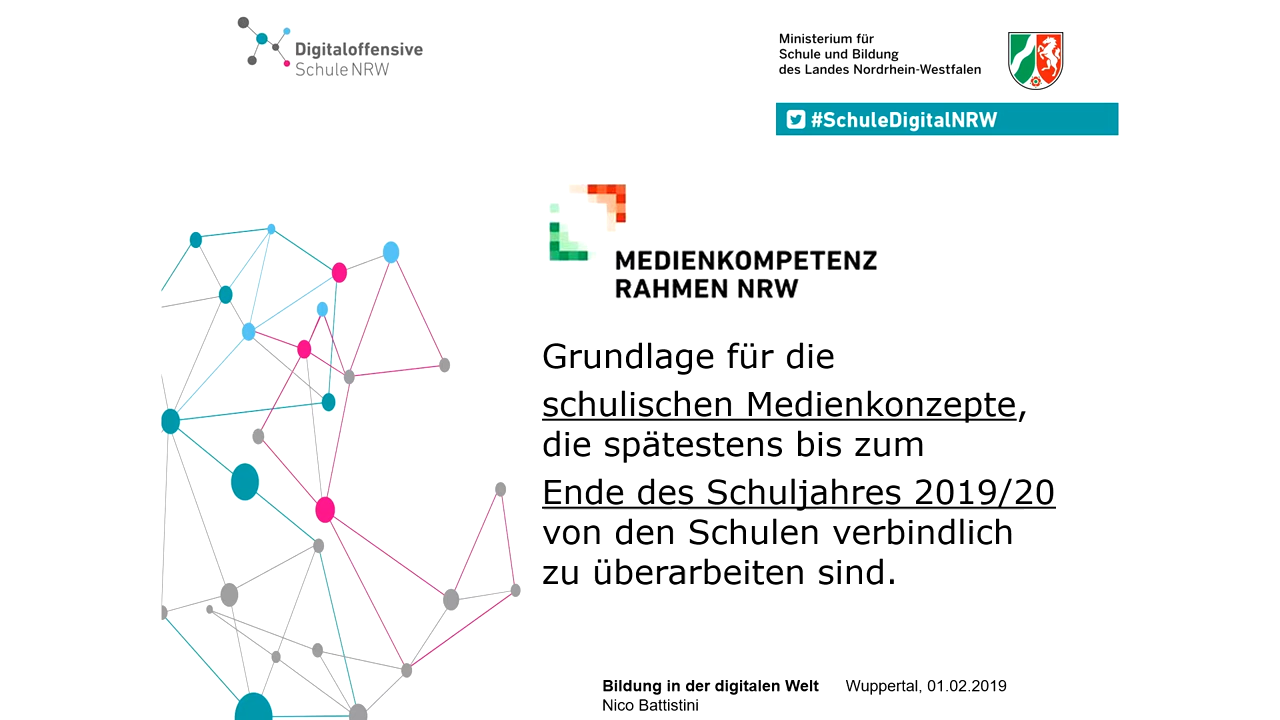 Digitaloffensive
Schule NRW
Ministerium für
Schule und Bildung
des Landes Nordrhein-Westfalen
#SchuleDigitalNRW
MEDIENKOMPETENZ
RAHMEN NRW
Grundlage für die
schulischen Medienkonzepte,
die spätestens bis zum
Ende des Schuljahres 2019/20
von den Schulen verbindlich
zu überarbeiten sind.
Bildung in der digitalen Welt Wuppertal, 01.02.2019
Nico Battistini